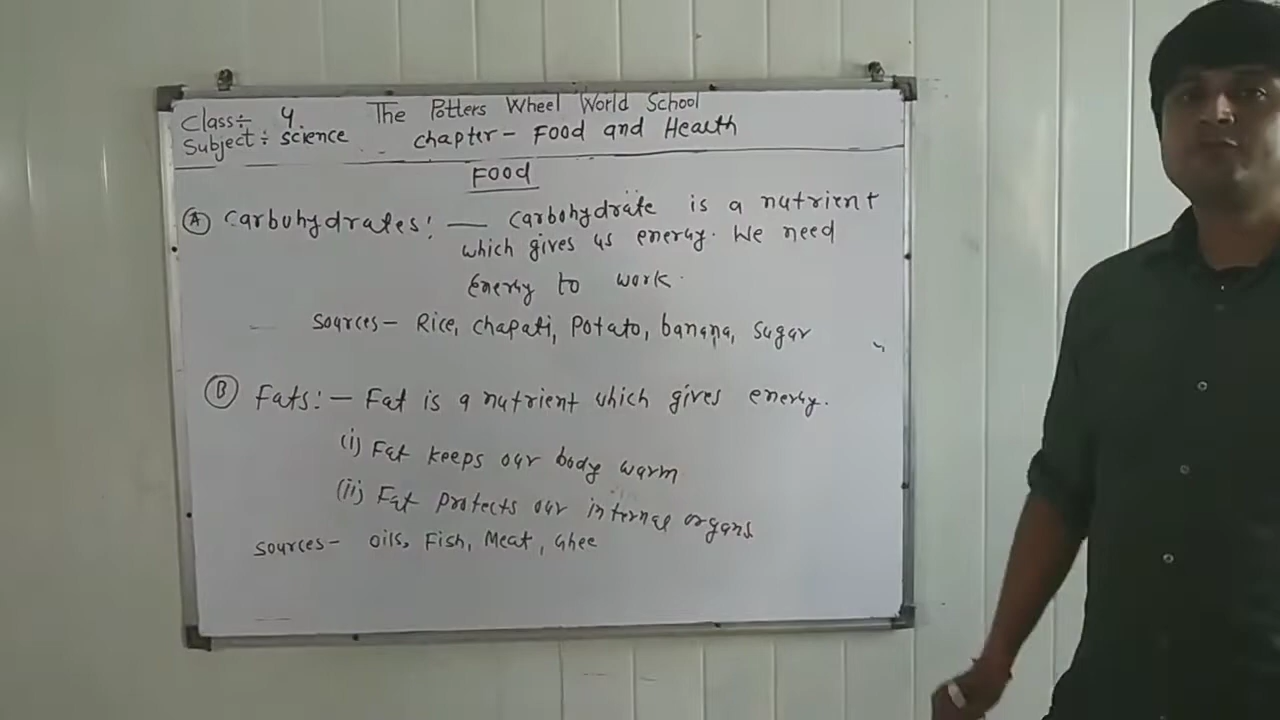 Class÷ 4 The Potters Wheel World School
Subject÷ science chapter- Food and Health
Food
(A) Carbohydrates:- Carbohydrate is a nutrient
which gives us energy. We need
Energy to work.
Sources- Rice, Chapati, Potato, banana, Sugar
(B) Fats:- Fat is a nutrient which gives energy.
(i) Fat keeps our body warm
(ii) Fat Protects our internal organs
Sources- Oils, Fish, Meat, Ghee